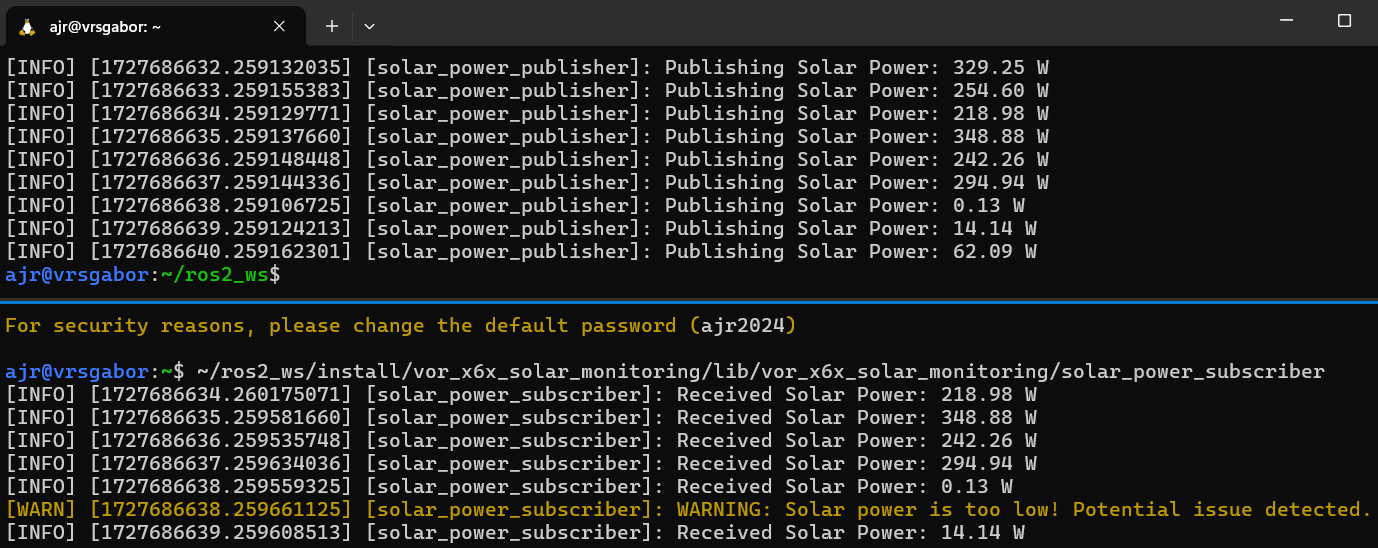 ajr@vrsgabor: ~
[INFO] [1727686632.259132035] [solar_power_publisher]: Publishing Solar Power: 329.25 W
[INFO] [1727686633.259155383] [solar_power_publisher]: Publishing Solar Power: 254.60 W
[INFO] [1727686634.259129771] [solar_power_publisher]: Publishing Solar Power: 218.98 W
[INFO] [1727686635.259137660] [solar_power_publisher]: Publishing Solar Power: 348.88 W
[INFO] [1727686636.259148448] [solar_power_publisher]: Publishing Solar Power: 242.26 W
[INFO] [1727686637.259144336] [solar_power_publisher]: Publishing Solar Power: 294.94 W
[INFO] [1727686638.259106725] [solar_power_publisher]: Publishing Solar Power: 0.13 W
[INFO] [1727686639.259124213] [solar_power_publisher]: Publishing Solar Power: 14.14 W
[INFO] [1727686640.259162301] [solar_power_publisher]: Publishing Solar Power: 62.09 W
ajr@vrsgabor:~/ros2_ws$
For security reasons, please change the default password (ajr2024)
ajr@vrsgabor:~$ ~/ros2_ws/install/vor_x6x_solar_monitoring/lib/vor_x6x_solar_monitoring/solar_power_subscriber
[INFO] [1727686634.260175071] [solar_power_subscriber]: Received Solar Power: 218.98 W
[INFO] [1727686635.259581660] [solar_power_subscriber]: Received Solar Power: 348.88 W
[INFO] [1727686636.259535748] [solar_power_subscriber]: Received Solar Power: 242.26 W
[INFO] [1727686637.259634036] [solar_power_subscriber]: Received Solar Power: 294.94 W
[INFO] [1727686638.259559325] [solar_power_subscriber]: Received Solar Power: 0.13 W
[WARN] [1727686638.259661125] [solar_power_subscriber]: WARNING: Solar power is too low! Potential issue detected.
[INFO] [1727686639.259608513] [solar_power_subscriber]: Received Solar Power: 14.14 W